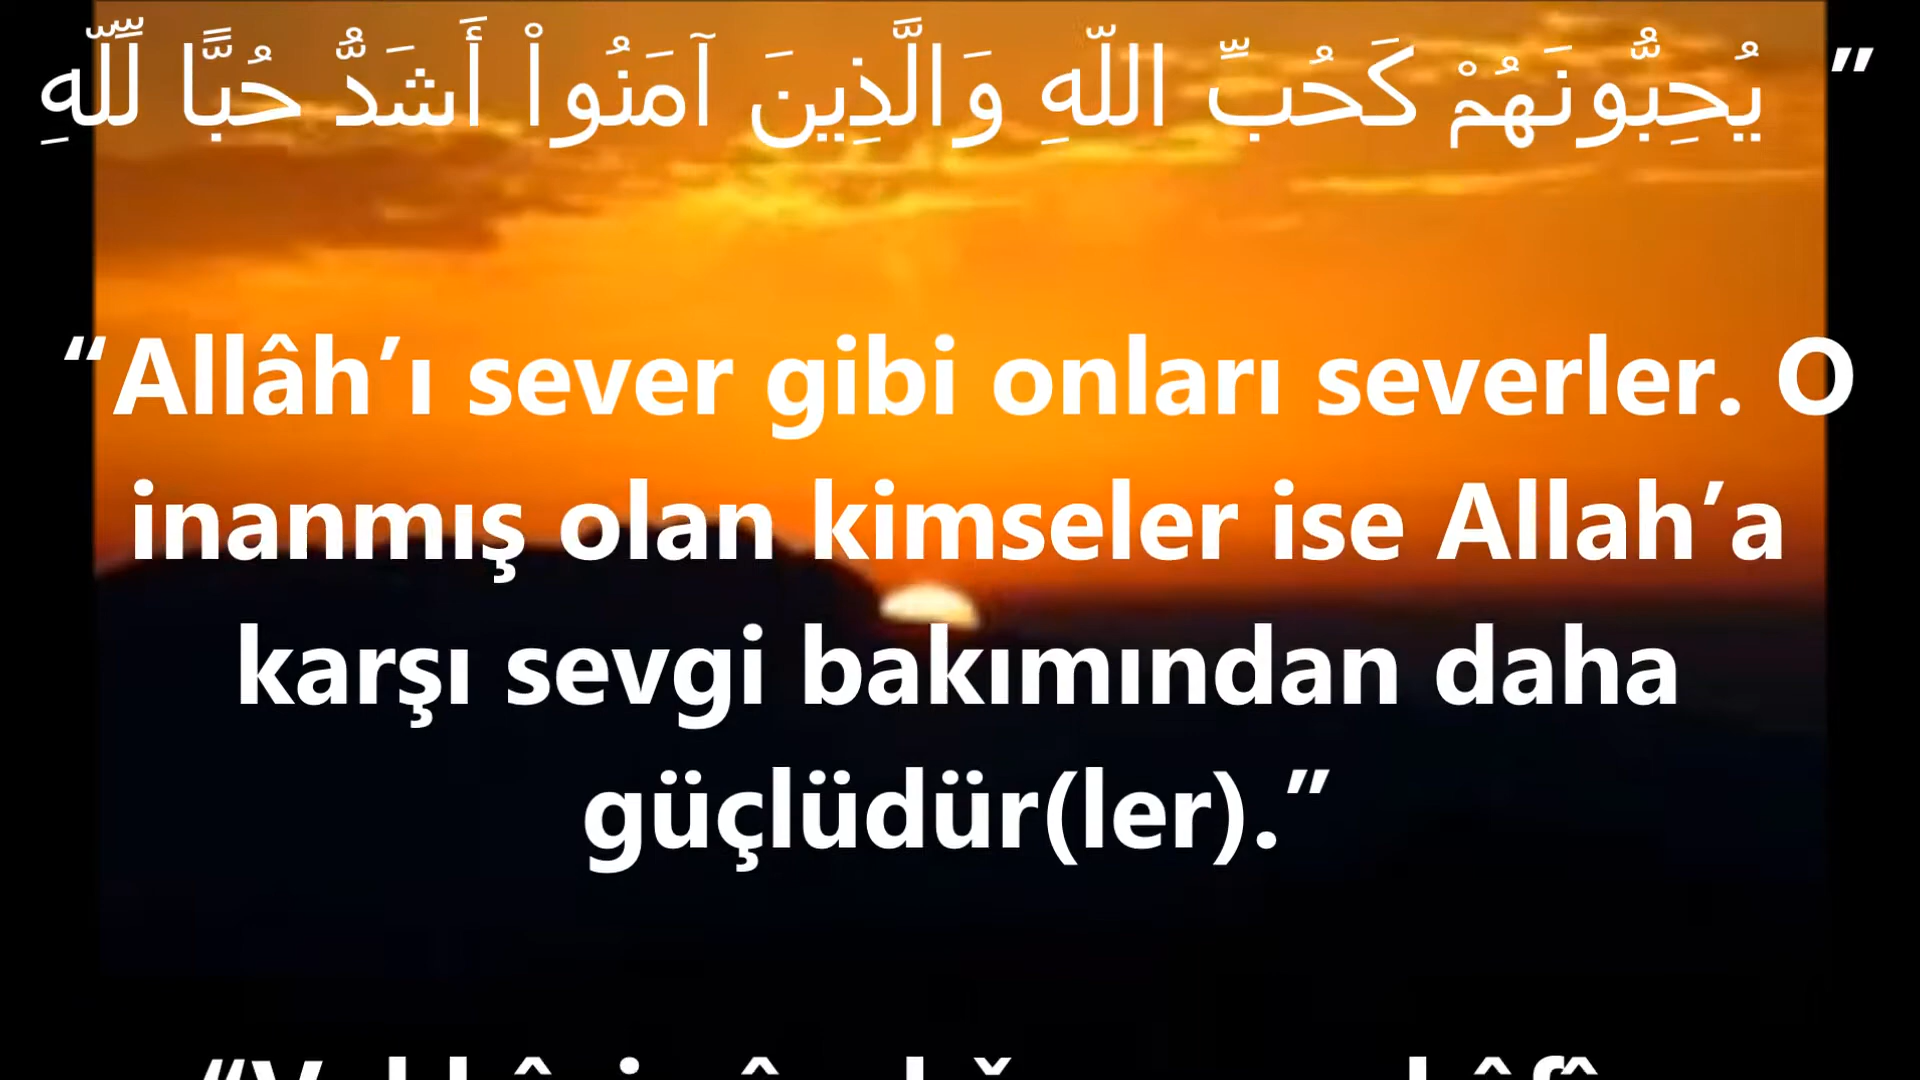 ” يُحِبُّونَهُمْ كَحُبِّ اللّهِ وَالَّذِينَ آمَنُواْ أَشَدُّ حُبًّا لِّلّهِ
“Allâh’ı sever gibi onları severler. O
inanmış olan kimseler ise Allah’a
karşı sevgi bakımından daha
güçlüdür(ler).”